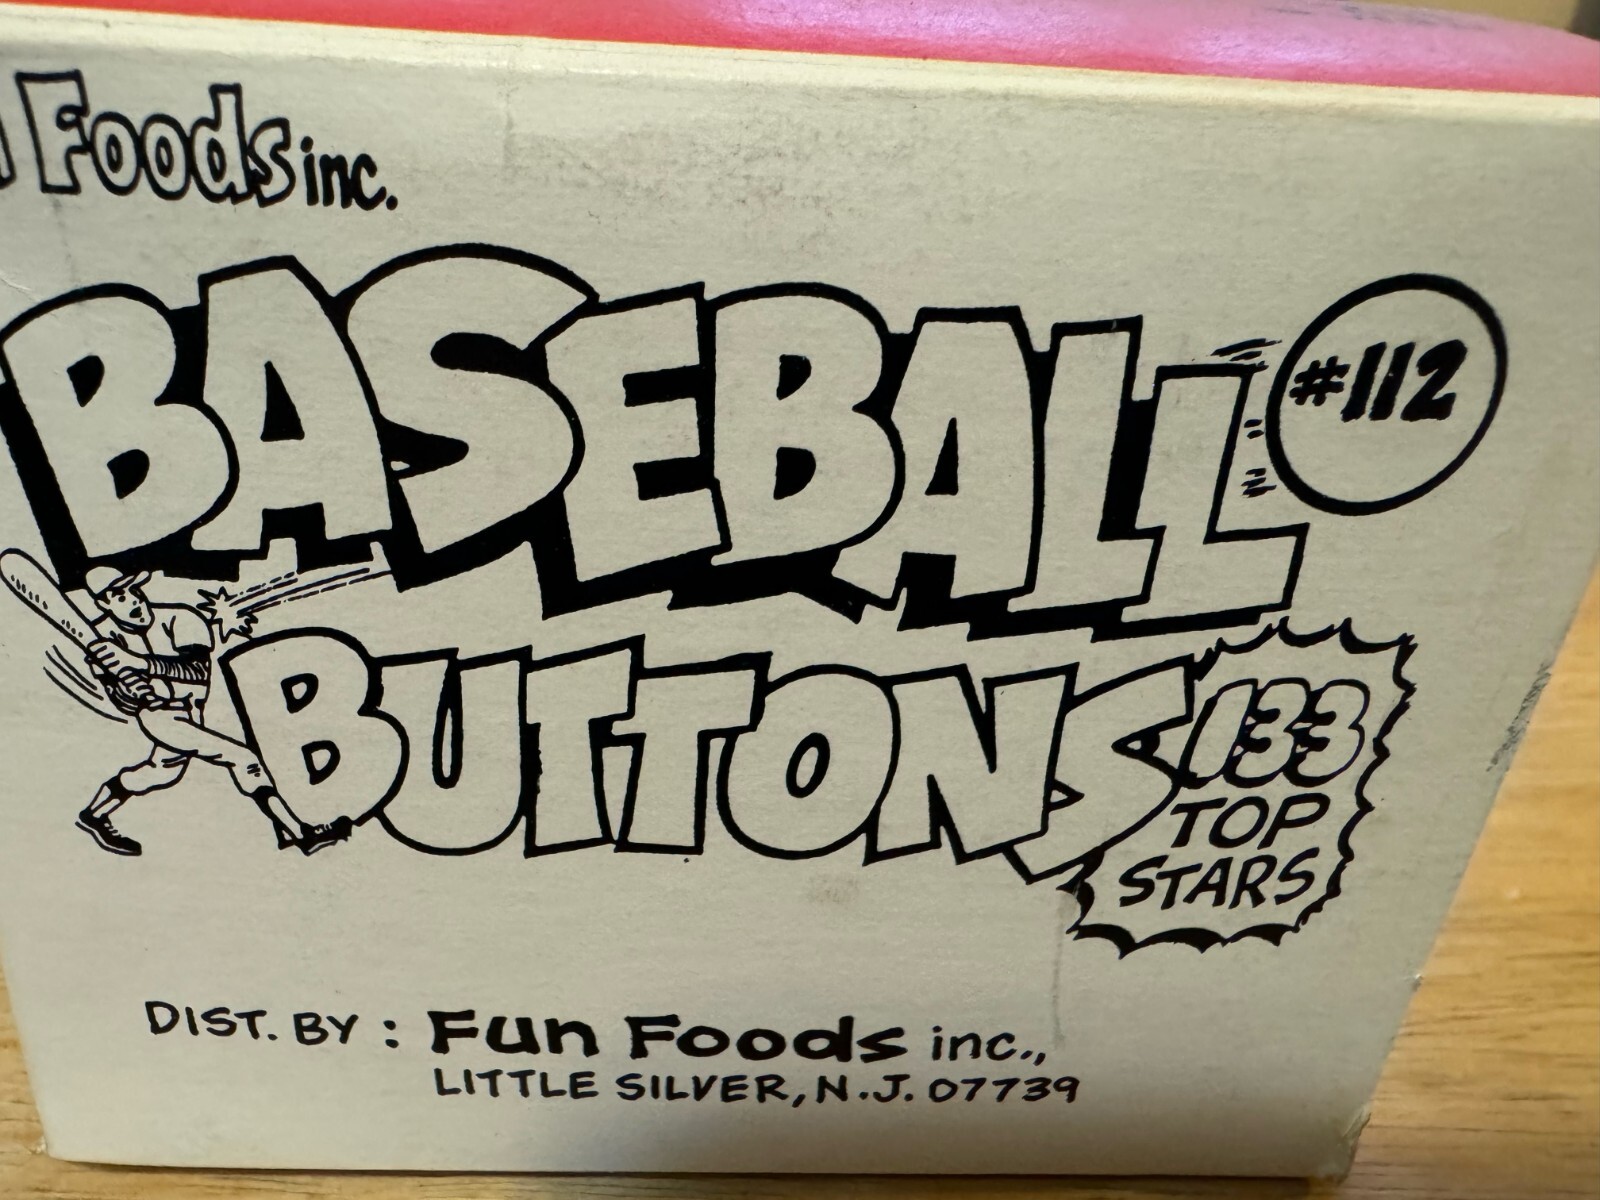 Foods inc.
BASEBALL
#112
BUTTONS
133
TOP
STARS
DIST. BY : Fun Foods inc.,
LITTLE SILVER, N.J. 07739